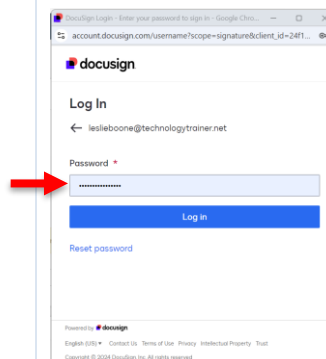 DocuSign Login - Enter your password to sign in - Google Chro...
account.docusign.com/username?scope=signature&client_id=24f1...
docusign
Log In
leslieboone@technologytrainer.net
Password *
Log in
Reset password
Powered by docusign
English (US) Contact Us Terms of Use Privacy Intellectual Property Trust
Copyright © 2024 DocuSign Inc. All rights reserved